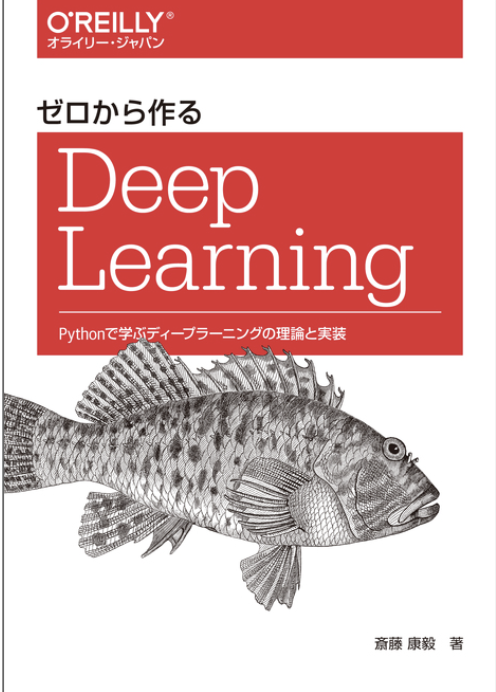 O'REILLY®
オライリー・ジャパン
ゼロから作る
Deep
Learning
Pythonで学ぶディープラーニングの理論と実装
斎藤 康毅 著